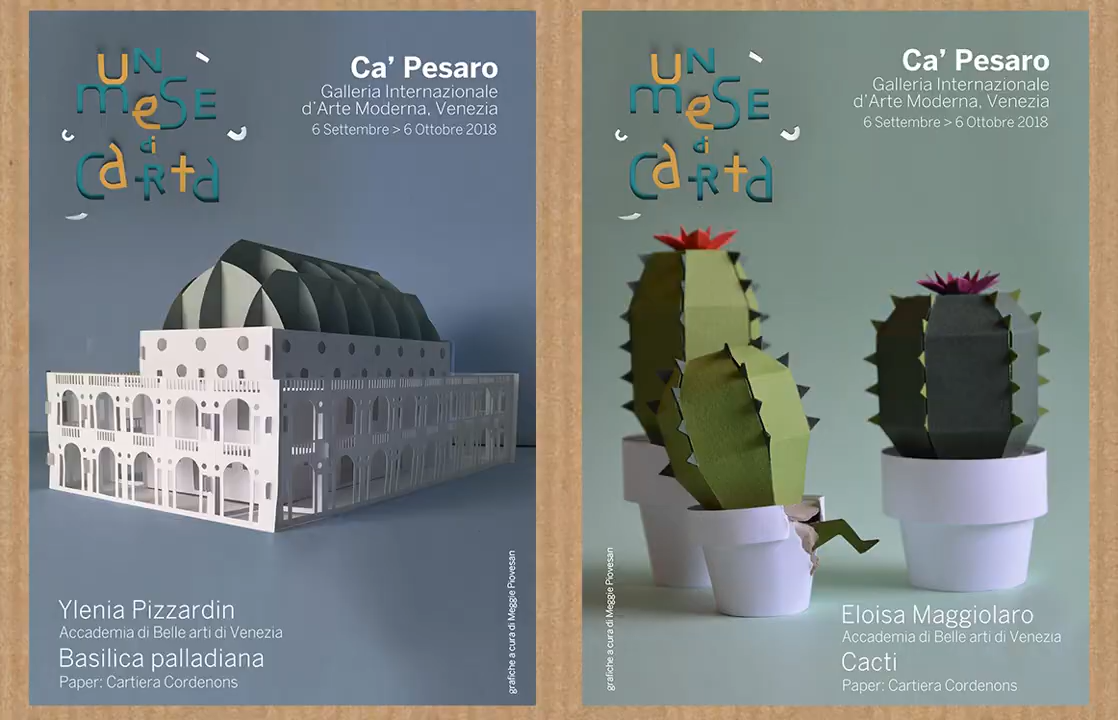 UN
MeSE
di
CaRta
Ca’ Pesaro
Galleria Internazionale
d’Arte Moderna, Venezia
6 Settembre > 6 Ottobre 2018
Ylenia Pizzardin
Accademia di Belle arti di Venezia
Basilica palladiana
Paper: Cartiera Cordenons
grafiche a cura di Meggie Piovesan
UN
MeSE
di
CaRta
Ca’ Pesaro
Galleria Internazionale
d’Arte Moderna, Venezia
6 Settembre > 6 Ottobre 2018
grafiche a cura di Meggie Piovesan
Eloisa Maggiolaro
Accademia di Belle arti di Venezia
Cacti
Paper: Cartiera Cordenons